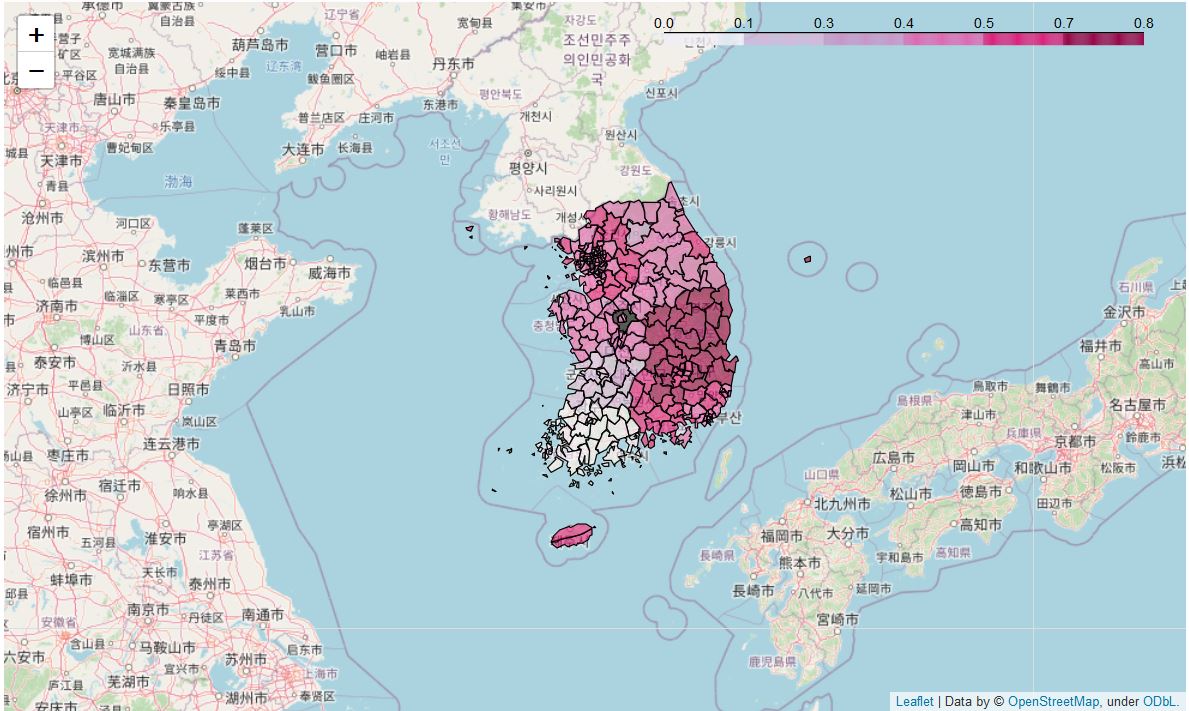 承德市
冀蒙古族
自治县
辽宁省
宽甸县
集安市
자강도
0.0 0.1 0.3 0.4 0.5 0.7 0.8
+
−
宽城满族
自治县
葫芦岛市
营口市
岫岩县
조선민주주
의인민공화
국
평안북도
신포시
平谷区
绥中县
辽东湾
鲅鱼圈区
丹东市
东港市
唐山市
秦皇岛市
普兰店区
庄河市
개천시
원산시
天津市
乐亭县
天津市
曹妃甸区
大连市
长海县
서조선
만
평양시
강원도
青县
渤海
사리원시
속초시
沧州市
河口区
황해남도
개성시
강릉시
蓬莱区
滨州市
东营市
烟台市
威海市
临邑县
临淄区
寒亭区
莱西市
石川县
济南市
平度市
乳山市
金沢市
山东省
博山区
青岛市
福井市
泰安市
沂水县
高山市
济宁市
平邑县
日照市
鳥取市
舞鶴市
島根県
名古屋市
山亭区
临沂市
岚山区
부산
津山市
兵庫県
京都市
鈴鹿市
枣庄市
连云港市
広島市
岡山市
和歌山市
松阪市
浜松
徐州市
宿迁市
响水县
山口県
松山市
徳島市
田辺市
北九州市
宿州市
亭湖区
福岡市
大分市
高知市
五河县
淮安市
江苏省
長崎県
熊本市
宇和島市
高知県
蚌埠市
天长市
泰州市
長崎市
八代市
延岡市
安徽省
南京市
丹徒区
南通市
宮崎市
含山县
马鞍山市
启东市
六安市
苏州市
宜兴市
上海市
鹿児島県
庐江县
芜湖市
湖州市
奉贤区
安庆市
Leaflet | Data by © OpenStreetMap, under ODbL.